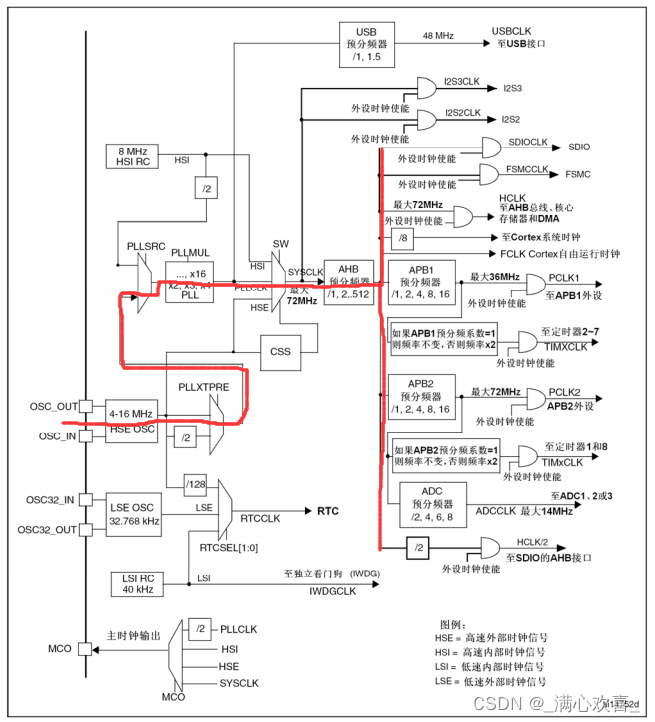 USB
预分频器
/1, 1.5
48 MHz
USBCLK
至USB接口
I2S3CLK
I2S3
外设时钟使能
I2S2CLK
I2S2
外设时钟使能
SDIOCLK
SDIO
外设时钟使能
FSMCCLK
FSMC
外设时钟使能
8 MHz
HSI RC
HSI
/2
HCLK
最大72MHz
至AHB总线、核心
存储器和DMA
外设时钟使能
/8
至Cortex系统时钟
FCLK Cortex自由运行时钟
PLLSRC
PLLMUL
..., x16
x2, x3, x4
PLL
SW
HSI
PLLCLK
HSE
SYSCLK
最大
72MHz
AHB
预分频器
/1, 2..512
APB1
预分频器
/1, 2, 4, 8, 16
最大36MHz
PCLK1
至APB1外设
外设时钟使能
CSS
如果APB1预分频系数=1
则频率不变，否则频率x2
至定时器2~7
TIMXCLK
外设时钟使能
PLLXTPRE
OSC_OUT
OSC_IN
4-16 MHz
HSE OSC
/2
APB2
预分频器
/1, 2, 4, 8, 16
最大72MHz
PCLK2
APB2外设
外设时钟使能
如果APB2预分频系数=1
则频率不变，否则频率x2
至定时器1和8
TIMxCLK
外设时钟使能
/128
OSC32_IN
OSC32_OUT
LSE OSC
32.768 kHz
LSE
RTCCLK
RTC
RTCSEL[1:0]
ADC
预分频器
/2, 4, 6, 8
至ADC1、2或3
ADCCLK 最大14MHz
/2
HCLK/2
至SDIO的AHB接口
外设时钟使能
LSI RC
40 kHz
LSI
至独立看门狗 (IWDG)
IWDGCLK
MCO
主时钟输出
/2
PLLCLK
HSI
HSE
SYSCLK
MCO
图例：
HSE = 高速外部时钟信号
HSI = 高速内部时钟信号
LSI = 低速内部时钟信号
LSE = 低速外部时钟信号
CSDN @_满心欢喜_